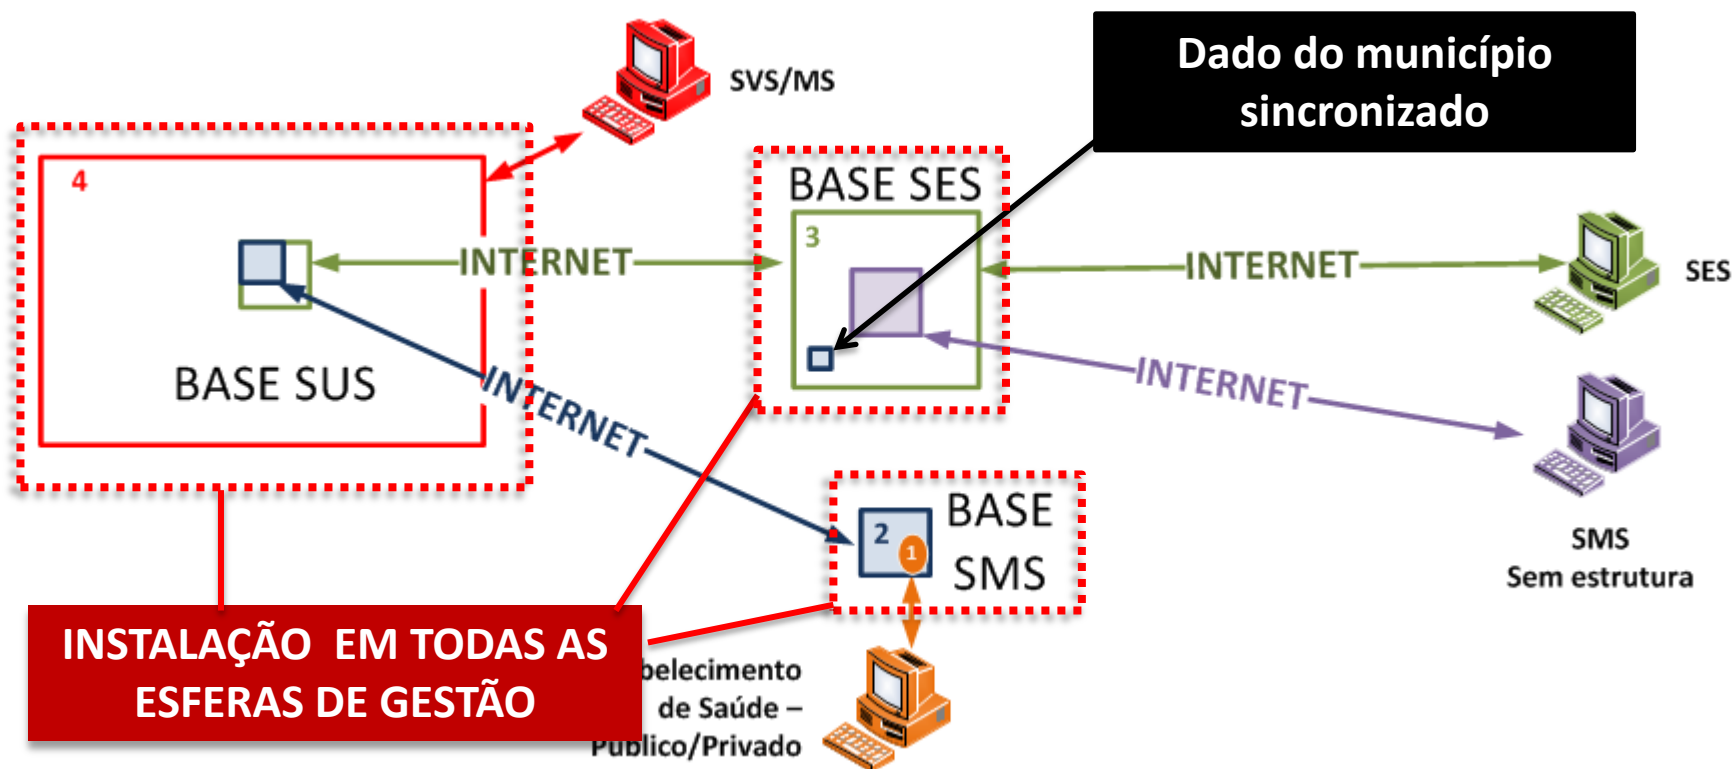 SVS/MS
Dado do município
sincronizado
4
BASE SES
3
INTERNET
INTERNET
SES
BASE SUS
INTERNET
INTERNET
SMS
Sem estrutura
2
1
BASE
SMS
INSTALAÇÃO EM TODAS AS
ESFERAS DE GESTÃO
belecimento
de Saúde –
Público/Privado